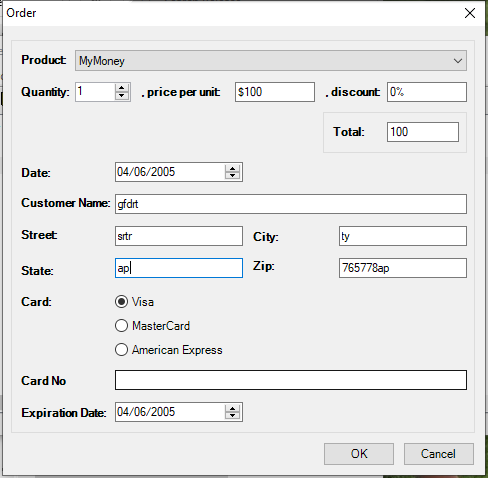 Order
Product: MyMoney
Quantity: 1 , price per unit: $100 , discount: 0%
Total: 100
Date: 04/06/2005
Customer Name: gfdrt
Street: srtr City: ty
State: ap Zip: 765778ap
Card: Visa
MasterCard
American Express
Card No
Expiration Date: 04/06/2005
OK Cancel